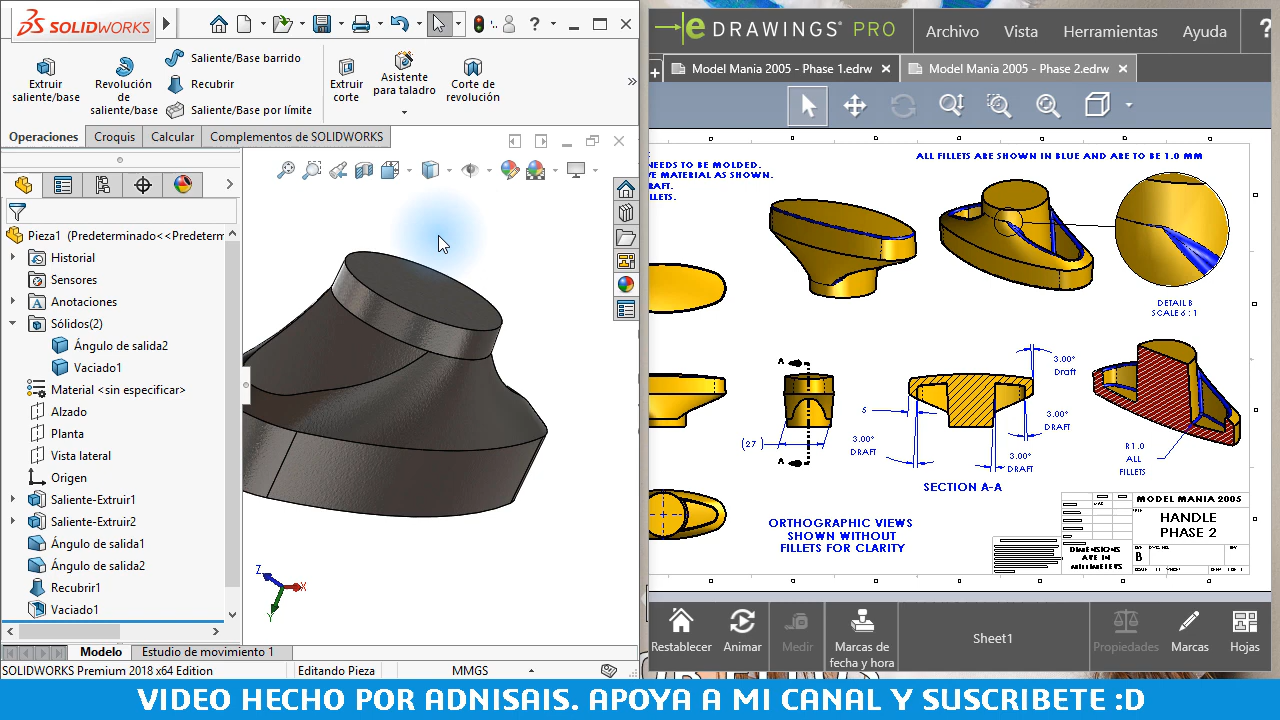 SOLIDWORKS
Extruir
saliente/base
Revolución
de
saliente/base
Saliente/Base barrido
Recubrir
Saliente/Base por límite
Extruir
corte
Asistente
para taladro
Corte de
revolución
Operaciones
Croquis
Calcular
Complementos de SOLIDWORKS
Pieza1 (Predeterminado<<Predeterm
Historial
Sensores
Anotaciones
Sólidos(2)
Ángulo de salida2
Vaciado1
Material <sin especificar>
Alzado
Planta
Vista lateral
Origen
Saliente-Extruir1
Saliente-Extruir2
Ángulo de salida1
Ángulo de salida2
Recubrir1
Vaciado1
Z
X
Y
Modelo
Estudio de movimiento 1
SOLIDWORKS Premium 2018 x64 Edition
Editando Pieza
MMGS
eDRAWINGS® PRO
Archivo
Vista
Herramientas
Ayuda
Model Mania 2005 - Phase 1.edrw
Model Mania 2005 - Phase 2.edrw
NEEDS TO BE MOLDED.
VE MATERIAL AS SHOWN.
DRAFT.
LLETS.
ALL FILLETS ARE SHOWN IN BLUE AND ARE TO BE 1.0 MM
DETAIL B
SCALE 6 : 1
A
(27)
A
5
3.00°
DRAFT
3.00°
Draft
3.00°
DRAFT
3.00°
DRAFT
SECTION A-A
R1.0
ALL
FILLETS
ORTHOGRAPHIC VIEWS
SHOWN WITHOUT
FILLETS FOR CLARITY
DIMENSIONS
ARE IN
MILLIMETERS
MODEL MANIA 2005
HANDLE
PHASE 2
B
Restablecer
Animar
Medir
Marcas de
fecha y hora
Sheet1
Propiedades
Marcas
Hojas
VIDEO HECHO POR ADNISAIS. APOYA A MI CANAL Y SUSCRIBETE :D